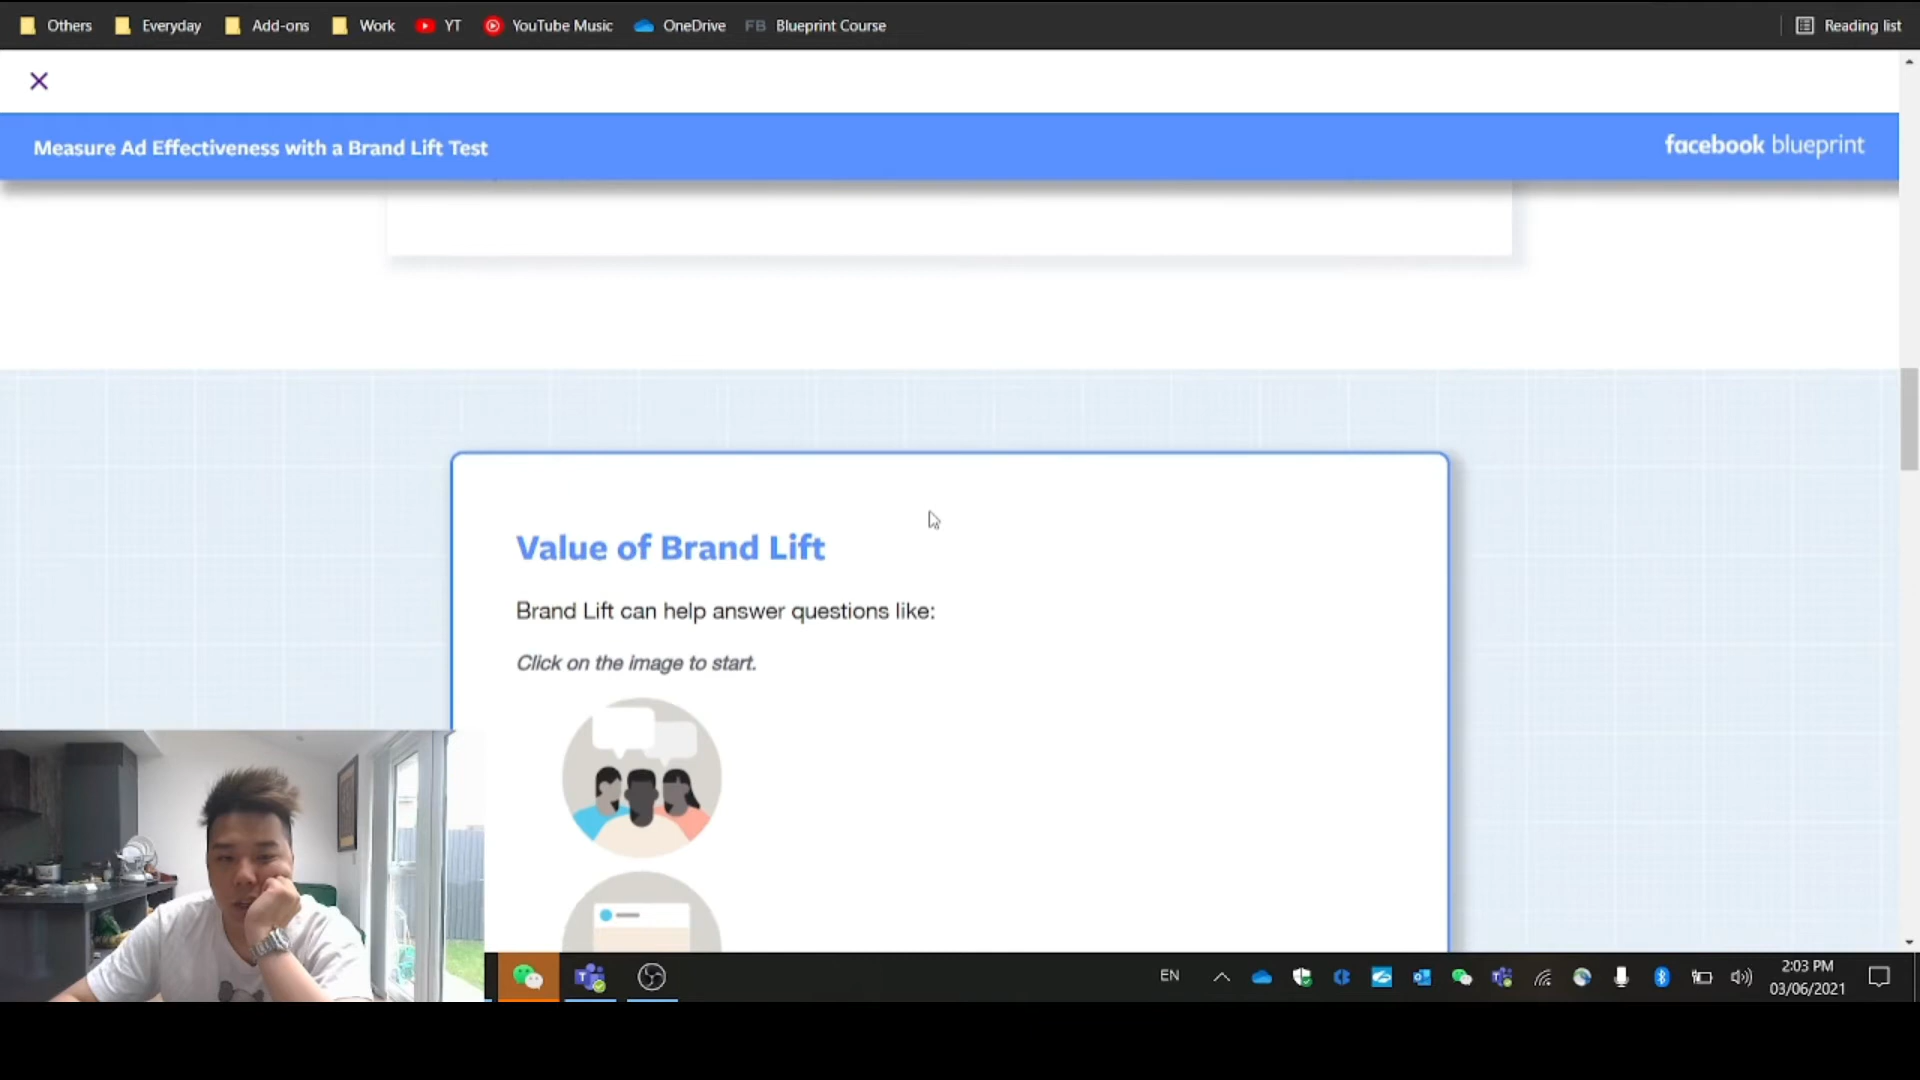 Others Everyday Add-ons Work YT YouTube Music OneDrive FB Blueprint Course Reading list
Measure Ad Effectiveness with a Brand Lift Test facebook blueprint
Value of Brand Lift
Brand Lift can help answer questions like:
Click on the image to start.
EN 2:03 PM
03/06/2021